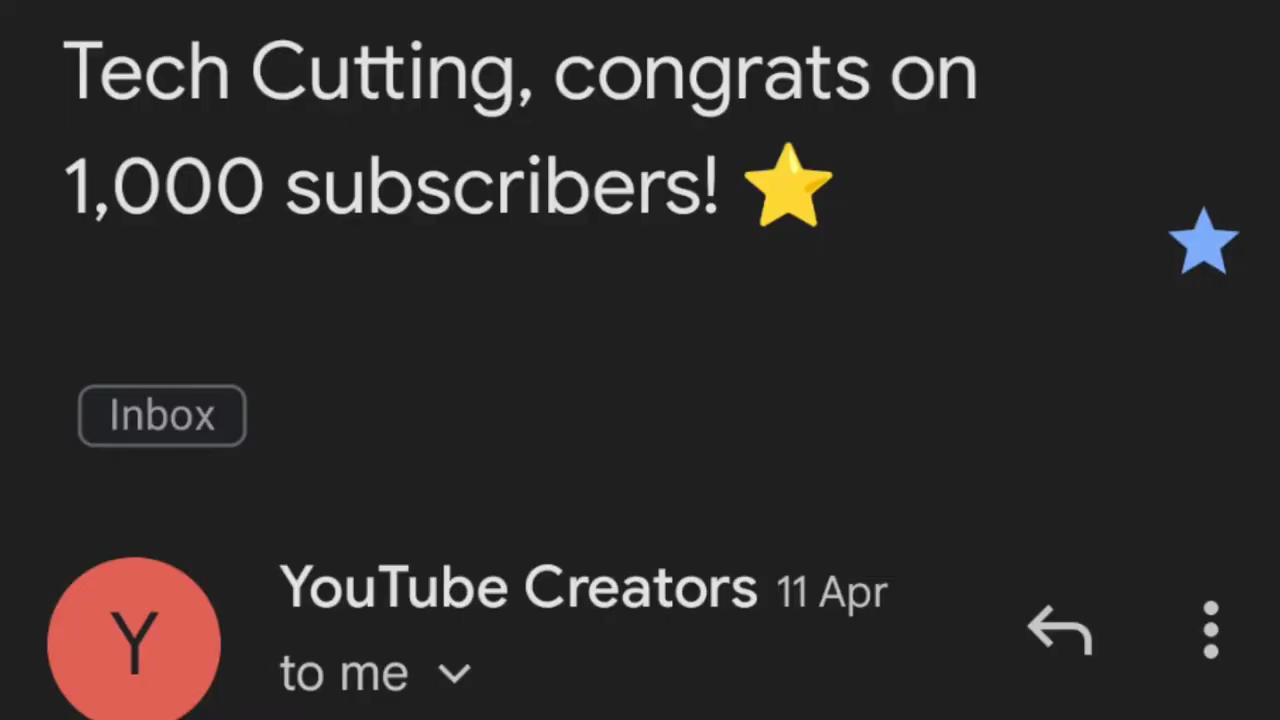 Tech Cutting, congrats on
1,000 subscribers! ⭐
Inbox
Y
YouTube Creators 11 Apr
to me